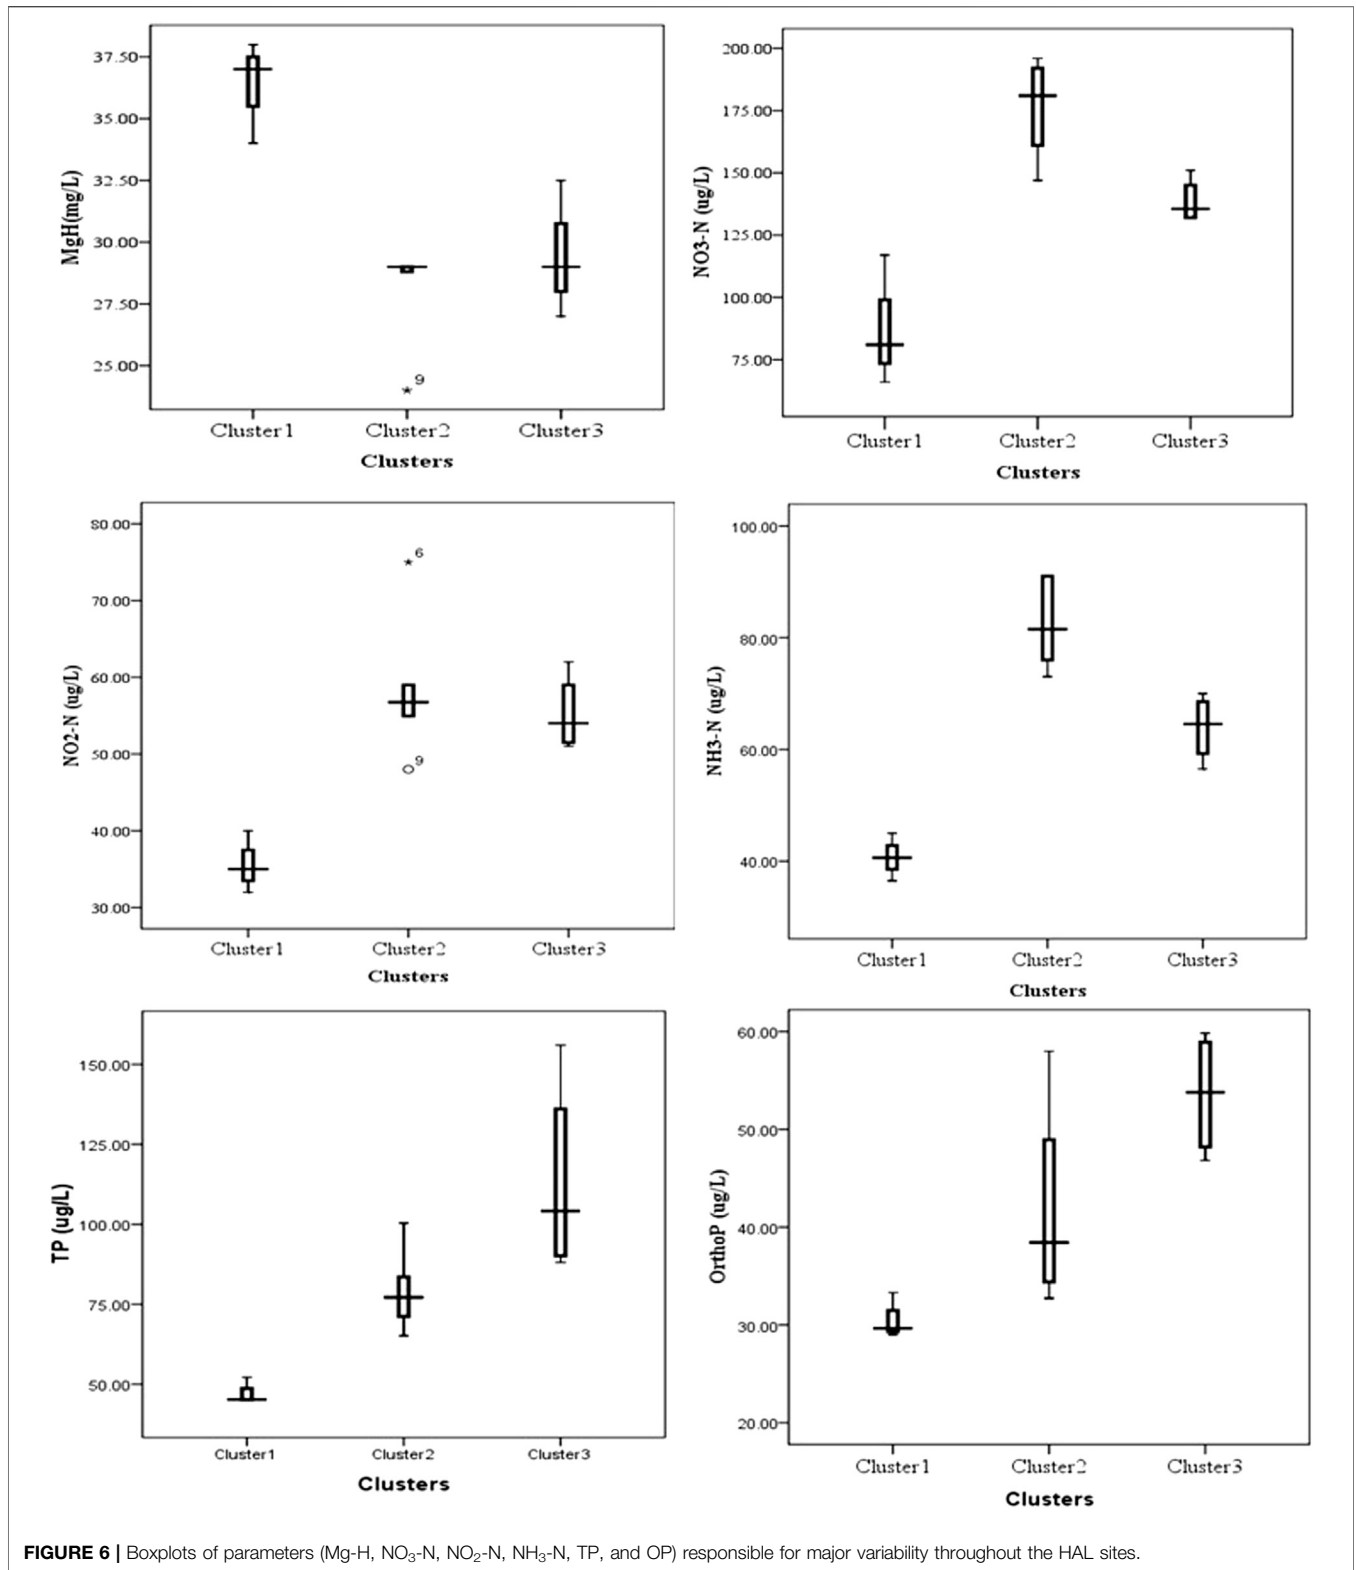 MgH(mg/L)
37.50
35.00
32.50
30.00
27.50
25.00
9
Cluster1 Cluster2 Cluster3
Clusters
NO3-N (ug/L)
200.00
175.00
150.00
125.00
100.00
75.00
Cluster1 Cluster2 Cluster3
Clusters
NO2-N (ug/L)
80.00
70.00
60.00
50.00
40.00
30.00
6
9
Cluster1 Cluster2 Cluster3
Clusters
NH3-N (ug/L)
100.00
80.00
60.00
40.00
Cluster1 Cluster2 Cluster3
Clusters
TP (ug/L)
150.00
125.00
100.00
75.00
50.00
Cluster1 Cluster2 Cluster3
Clusters
OrthoP (ug/L)
60.00
50.00
40.00
30.00
20.00
Cluster1 Cluster2 Cluster3
Clusters
FIGURE 6 | Boxplots of parameters (Mg-H, NO₃-N, NO₂-N, NH₃-N, TP, and OP) responsible for major variability throughout the HAL sites.